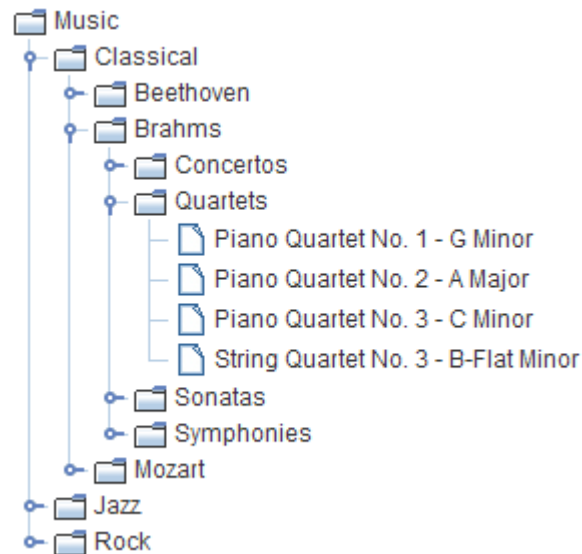 Music
Classical
Beethoven
Brahms
Concertos
Quartets
Piano Quartet No. 1 - G Minor
Piano Quartet No. 2 - A Major
Piano Quartet No. 3 - C Minor
String Quartet No. 3 - B-Flat Minor
Sonatas
Symphonies
Mozart
Jazz
Rock